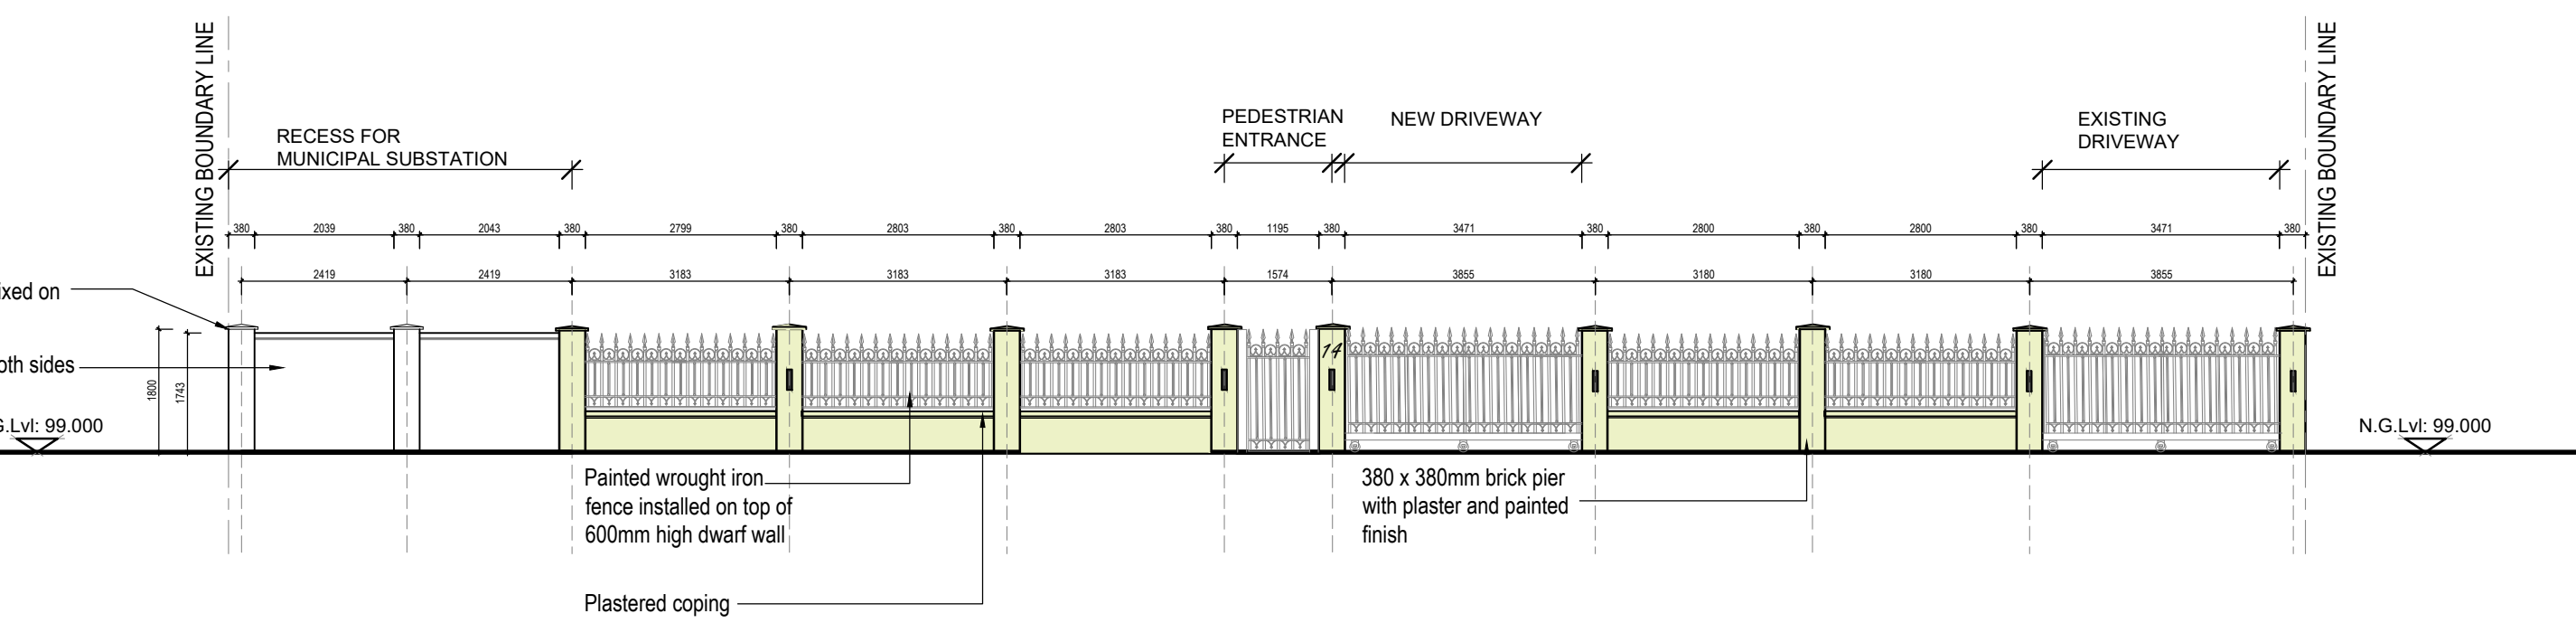 EXISTING BOUNDARY LINE
RECESS FOR
MUNICIPAL SUBSTATION
PEDESTRIAN
ENTRANCE
NEW DRIVEWAY
EXISTING
DRIVEWAY
EXISTING BOUNDARY LINE
380 2039 380 2043 380 2799 380 2803 380 2803 380 1195 380 3471 380 2800 380 2800 380 3471 380
2419 2419 3183 3183 3183 1574 3855 3180 3180 3855
ixed on
oth sides
1800
1743
14
G.Lvl: 99.000
N.G.Lvl: 99.000
Painted wrought iron
fence installed on top of
600mm high dwarf wall
380 x 380mm brick pier
with plaster and painted
finish
Plastered coping